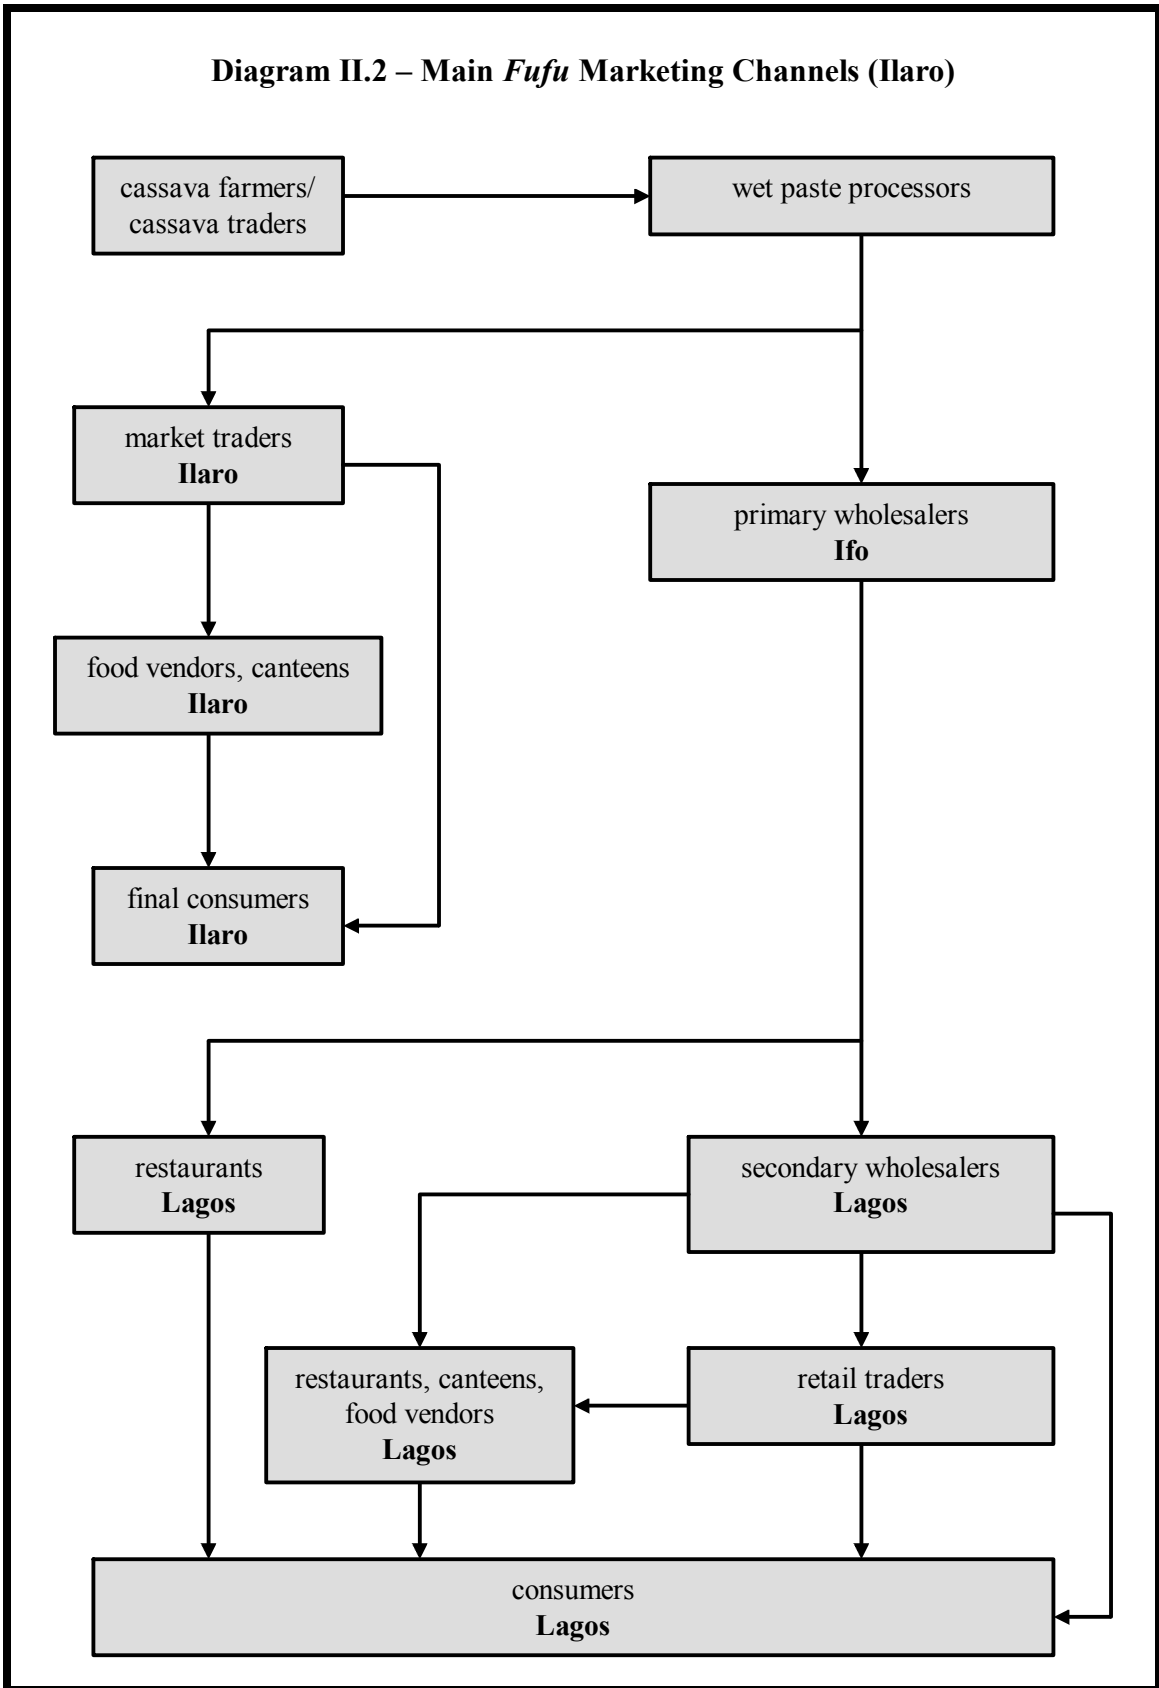 Diagram II.2 – Main Fufu Marketing Channels (Ilaro)
cassava farmers/
cassava traders
wet paste processors
market traders
Ilaro
primary wholesalers
Ifo
food vendors, canteens
Ilaro
final consumers
Ilaro
restaurants
Lagos
secondary wholesalers
Lagos
restaurants, canteens,
food vendors
Lagos
retail traders
Lagos
consumers
Lagos